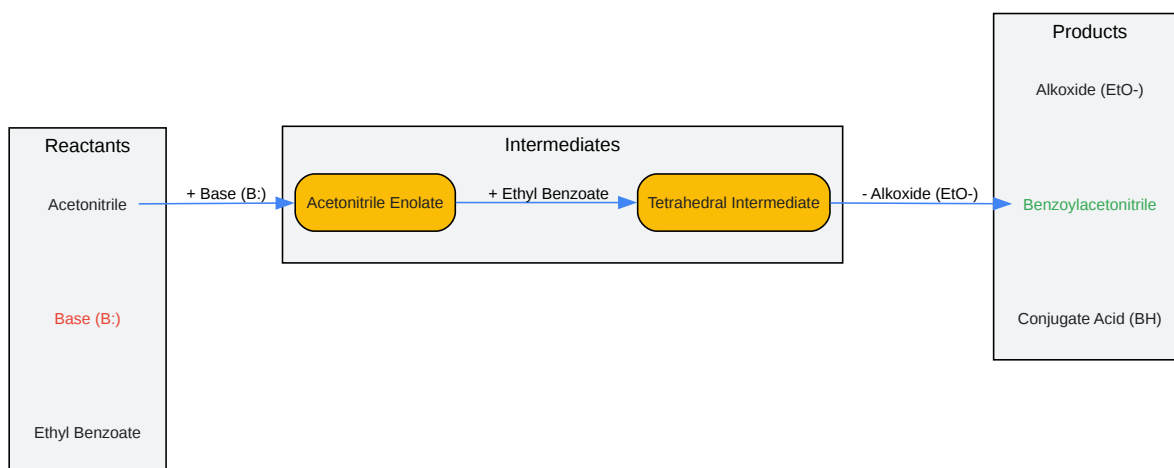 Reactants
Acetonitrile
Base (B:)
Ethyl Benzoate
+ Base (B:)
Intermediates
Acetonitrile Enolate
+ Ethyl Benzoate
Tetrahedral Intermediate
- Alkoxide (EtO-)
Products
Alkoxide (EtO-)
Benzoylacetonitrile
Conjugate Acid (BH)